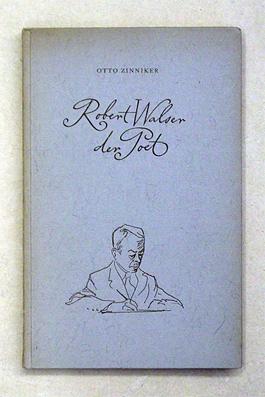 OTTO ZINNIKER
Robert Walser
der Poet